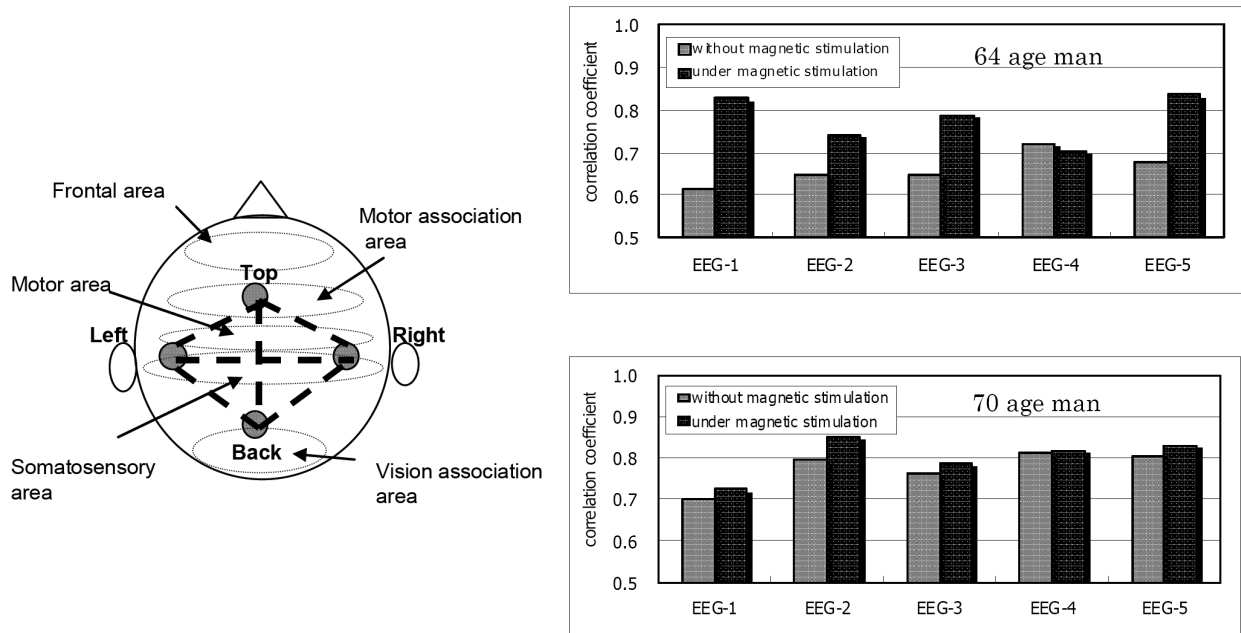 Frontal area
Motor association
area
Top
Motor area
Left
Right
Back
Somatosensory
area
Vision association
area
correlation coefficient
1.0
0.9
0.8
0.7
0.6
0.5
without magnetic stimulation
under magnetic stimulation
64 age man
EEG-1 EEG-2 EEG-3 EEG-4 EEG-5
correlation coefficient
1.0
0.9
0.8
0.7
0.6
0.5
without magnetic stimulation
under magnetic stimulation
70 age man
EEG-1 EEG-2 EEG-3 EEG-4 EEG-5